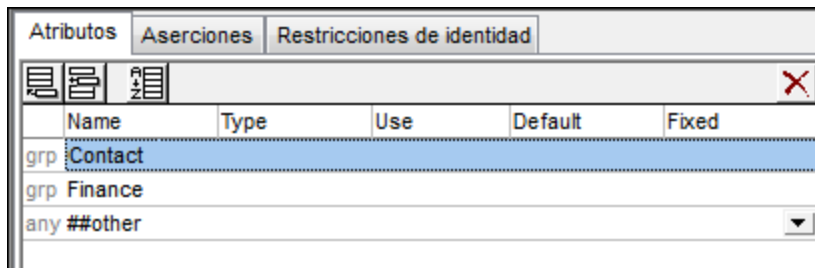 Atributos Aserciones Restricciones de identidad
A Z
Name Type Use Default Fixed
grp Contact
grp Finance
any ##other